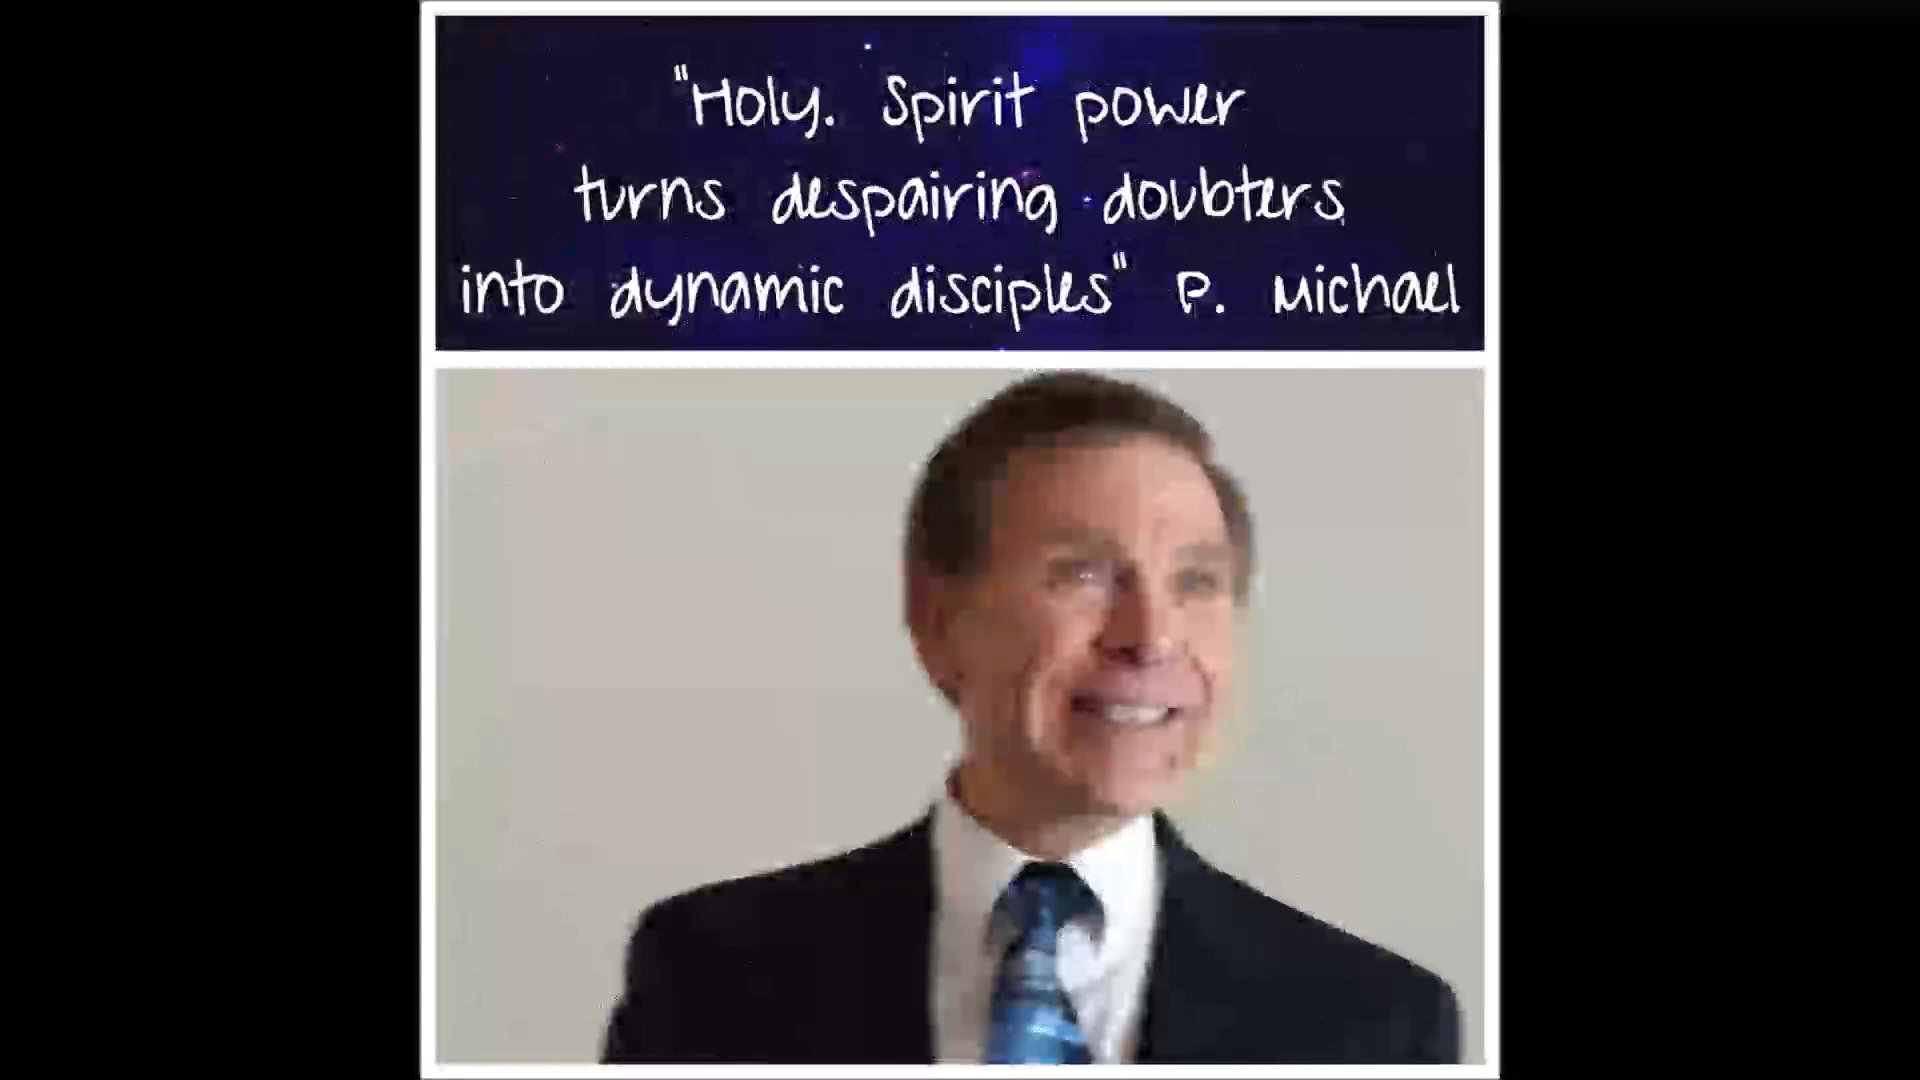 "Holy. Spirit power
turns despairing doubters
into dynamic disciples" P. Michael